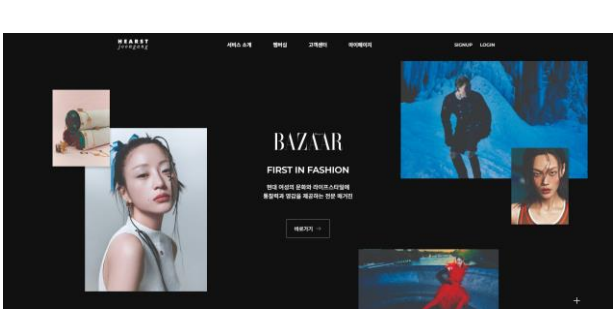 HEARST
joongang
서비스 소개
멤버십
고객센터
마이페이지
SIGNUP
LOGIN
BAZAAR
FIRST IN FASHION
현대 여성의 문화와 라이프스타일에
통찰력과 영감을 제공하는 전문 매거진
바로가기 →
+